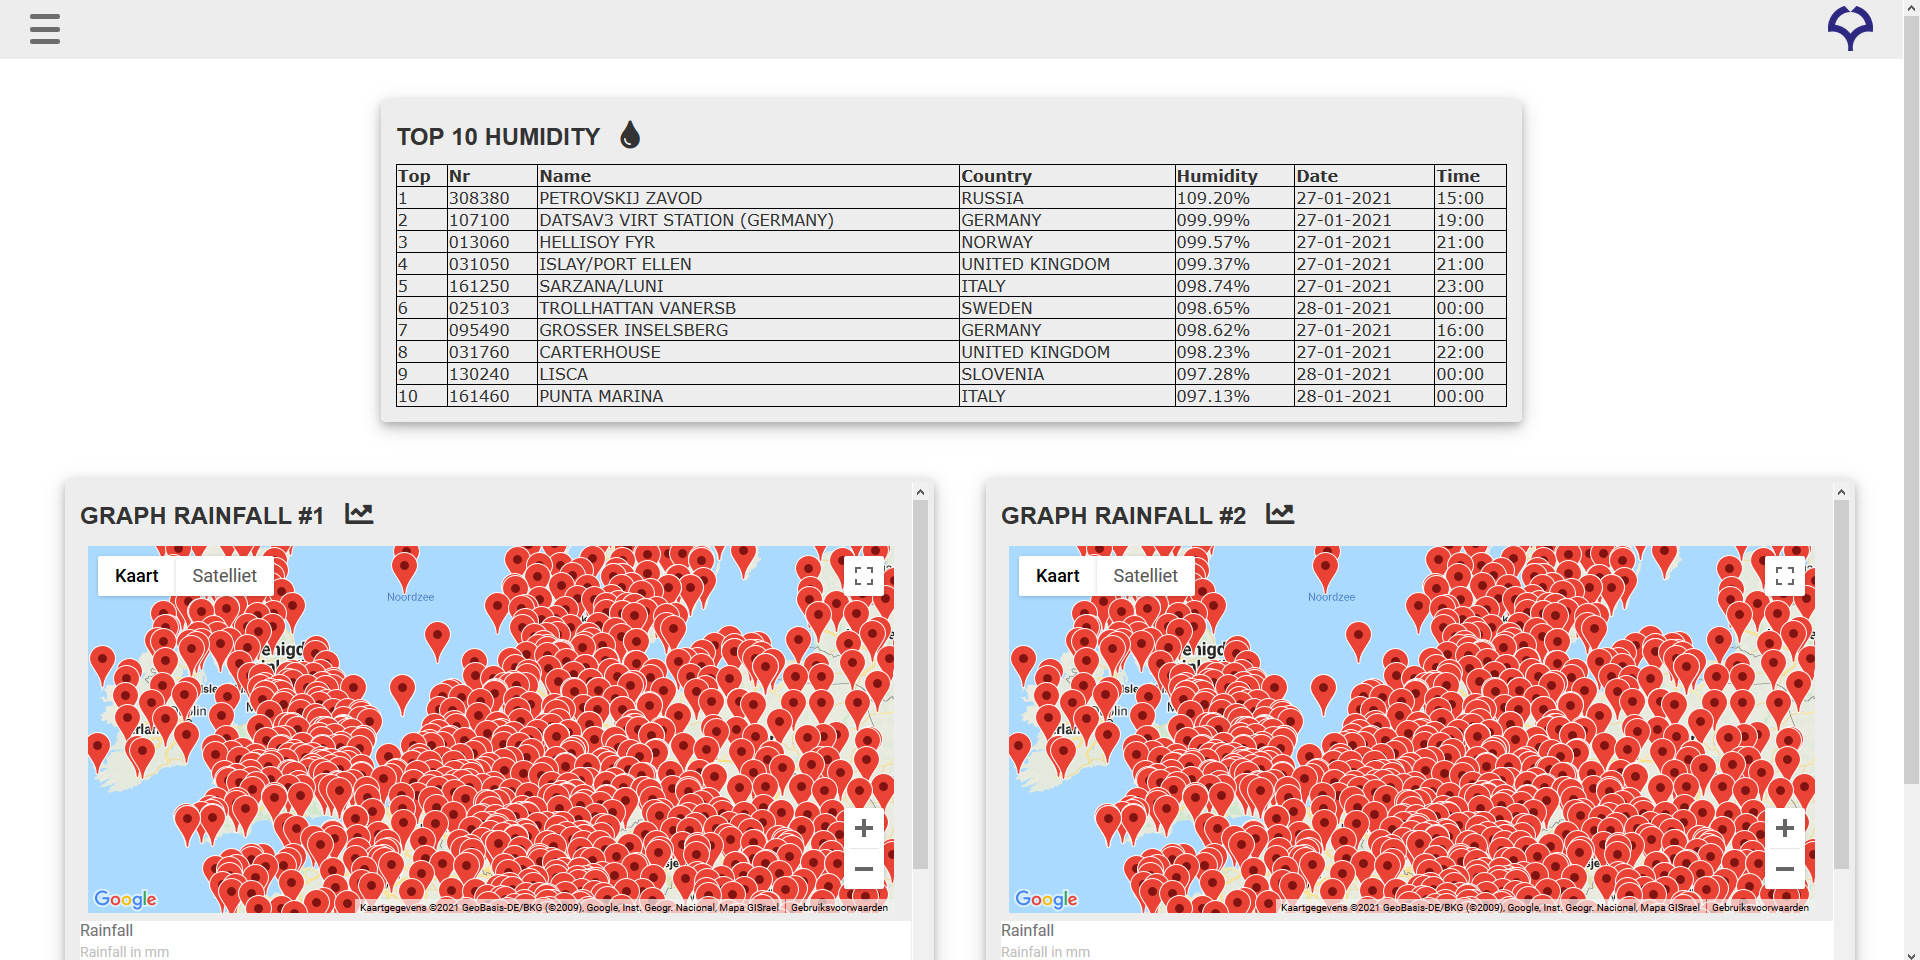 TOP 10 HUMIDITY
Top Nr Name Country Humidity Date Time
1 308380 PETROVSKIJ ZAVOD RUSSIA 109.20% 27-01-2021 15:00
2 107100 DATSAV3 VIRT STATION (GERMANY) GERMANY 099.99% 27-01-2021 19:00
3 013060 HELLISOY FYR NORWAY 099.57% 27-01-2021 21:00
4 031050 ISLAY/PORT ELLEN UNITED KINGDOM 099.37% 27-01-2021 21:00
5 161250 SARZANA/LUNI ITALY 098.74% 27-01-2021 23:00
6 025103 TROLLHATTAN VANERSB SWEDEN 098.65% 28-01-2021 00:00
7 095490 GROSSER INSELSBERG GERMANY 098.62% 27-01-2021 16:00
8 031760 CARTERHOUSE UNITED KINGDOM 098.23% 27-01-2021 22:00
9 130240 LISCA SLOVENIA 097.28% 28-01-2021 00:00
10 161460 PUNTA MARINA ITALY 097.13% 28-01-2021 00:00
GRAPH RAINFALL #1
Kaart Satelliet
Noordzee
Google
Kaartgegevens ©2021 GeoBasis-DE/BKG (©2009), Google, Inst. Geogr. Nacional, Mapa GISrael Gebruiksvoorwaarden
Rainfall
Rainfall in mm
GRAPH RAINFALL #2
Kaart Satelliet
Noordzee
Google
Kaartgegevens ©2021 GeoBasis-DE/BKG (©2009), Google, Inst. Geogr. Nacional, Mapa GISrael Gebruiksvoorwaarden
Rainfall
Rainfall in mm